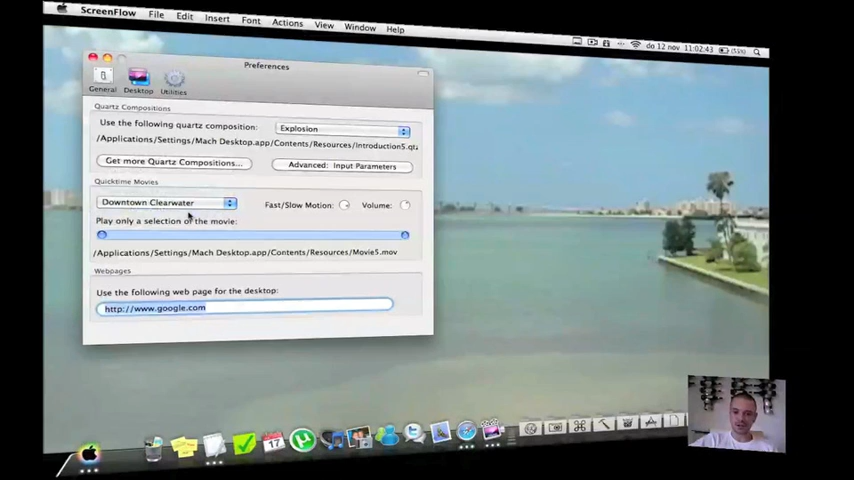 ScreenFlow File Edit Insert Font Actions View Window Help
do 12 nov 11:02:43
Preferences
General Desktop Utilities
Quartz Compositions
Use the following quartz composition: Explosion
/Applications/Settings/Mach Desktop.app/Contents/Resources/Introduction5.qtz
Get more Quartz Compositions... Advanced: Input Parameters
Quicktime Movies
Downtown Clearwater Fast/Slow Motion: Volume:
Play only a selection of the movie:
/Applications/Settings/Mach Desktop.app/Contents/Resources/Movie5.mov
Webpages
Use the following web page for the desktop:
http://www.google.com
17